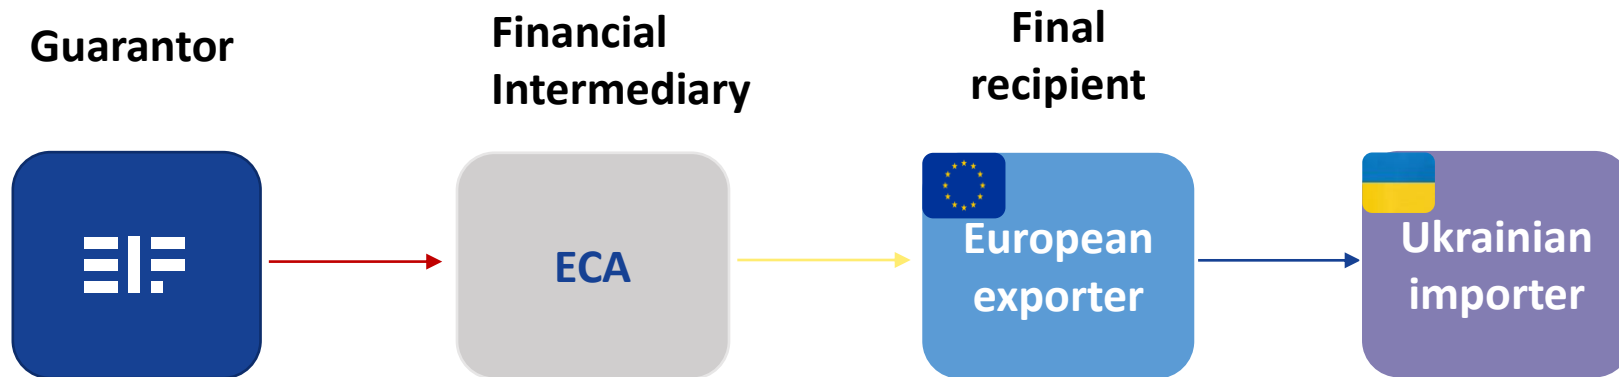 Guarantor
Financial
Intermediary
Final
recipient
EIF
ECA
European
exporter
Ukrainian
importer